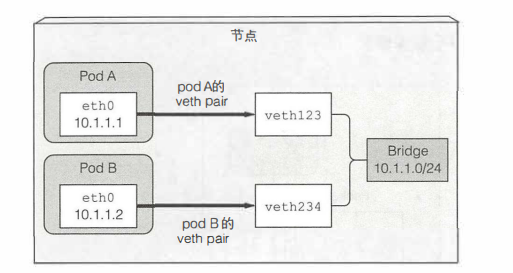 节点
Pod A
eth0
10.1.1.1
pod A的
veth pair
veth123
Bridge
10.1.1.0/24
Pod B
eth0
10.1.1.2
pod B的
veth pair
veth234